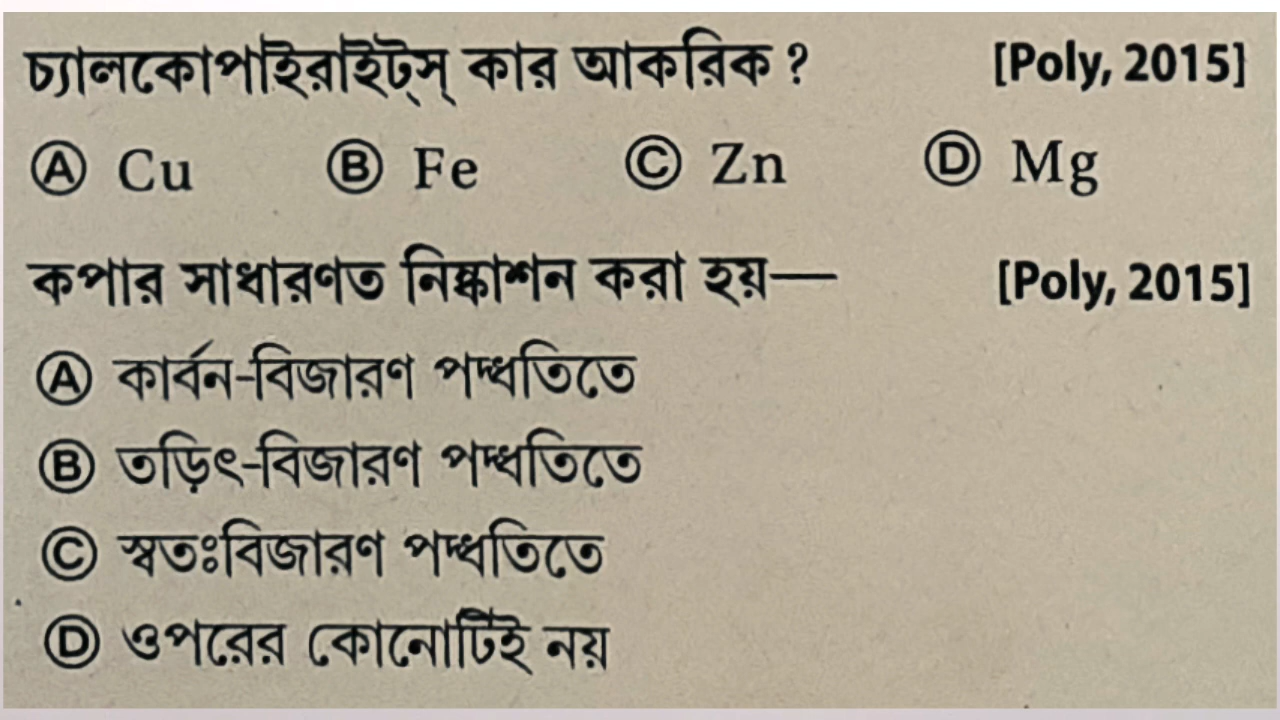 চ্যালকোপাইরাইট্‌স্ কার আকরিক ? [Poly, 2015]
Ⓐ Cu Ⓑ Fe Ⓒ Zn Ⓓ Mg
কপার সাধারণত নিষ্কাশন করা হয়— [Poly, 2015]
Ⓐ কার্বন-বিজারণ পদ্ধতিতে
Ⓑ তড়িৎ-বিজারণ পদ্ধতিতে
Ⓒ স্বতঃবিজারণ পদ্ধতিতে
Ⓓ ওপরের কোনোটিই নয়